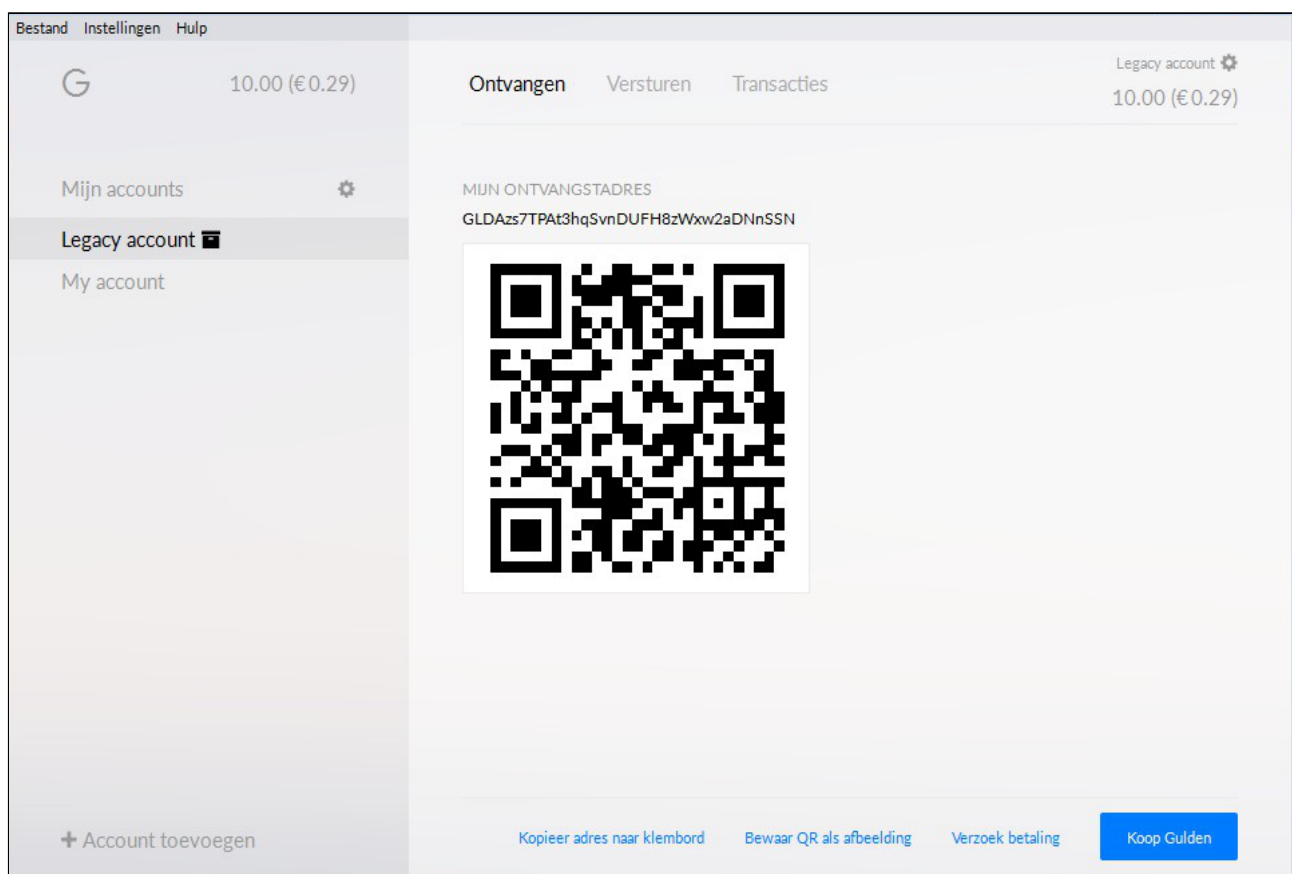 Bestand Instellingen Hulp
G 10.00 (€ 0.29)
Mijn accounts
Legacy account
My account
+ Account toevoegen
Ontvangen Versturen Transacties
Legacy account
10.00 (€ 0.29)
MIJN ONTVANGSTADRES
GLDAzs7TPAt3hqSvnDUFH8zWxw2aDNnSSN
Kopieer adres naar klembord Bewaar QR als afbeelding Verzoek betaling Koop Gulden